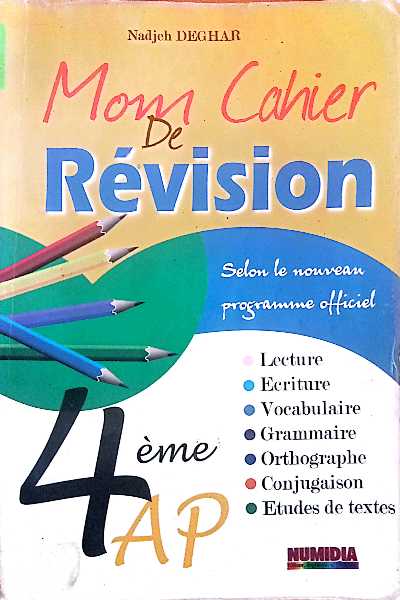 Nadjeh DEGHAR
Mon Cahier
De
Révision
Selon le nouveau
programme officiel
Lecture
Ecriture
Vocabulaire
Grammaire
Orthographe
Conjugaison
Etudes de textes
4ème
AP
NUMIDIA